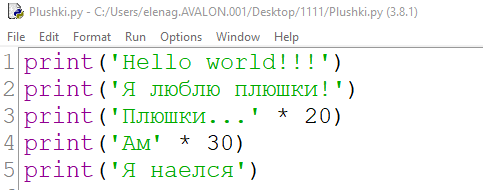 Plushki.py - C:/Users/elenag.AVALON.001/Desktop/1111/Plushki.py (3.8.1)
File Edit Format Run Options Window Help
1 print('Hello world!!!')
2 print('Я люблю плюшки!')
3 print('Плюшки...' * 20)
4 print('Ам' * 30)
5 print('Я наелся')